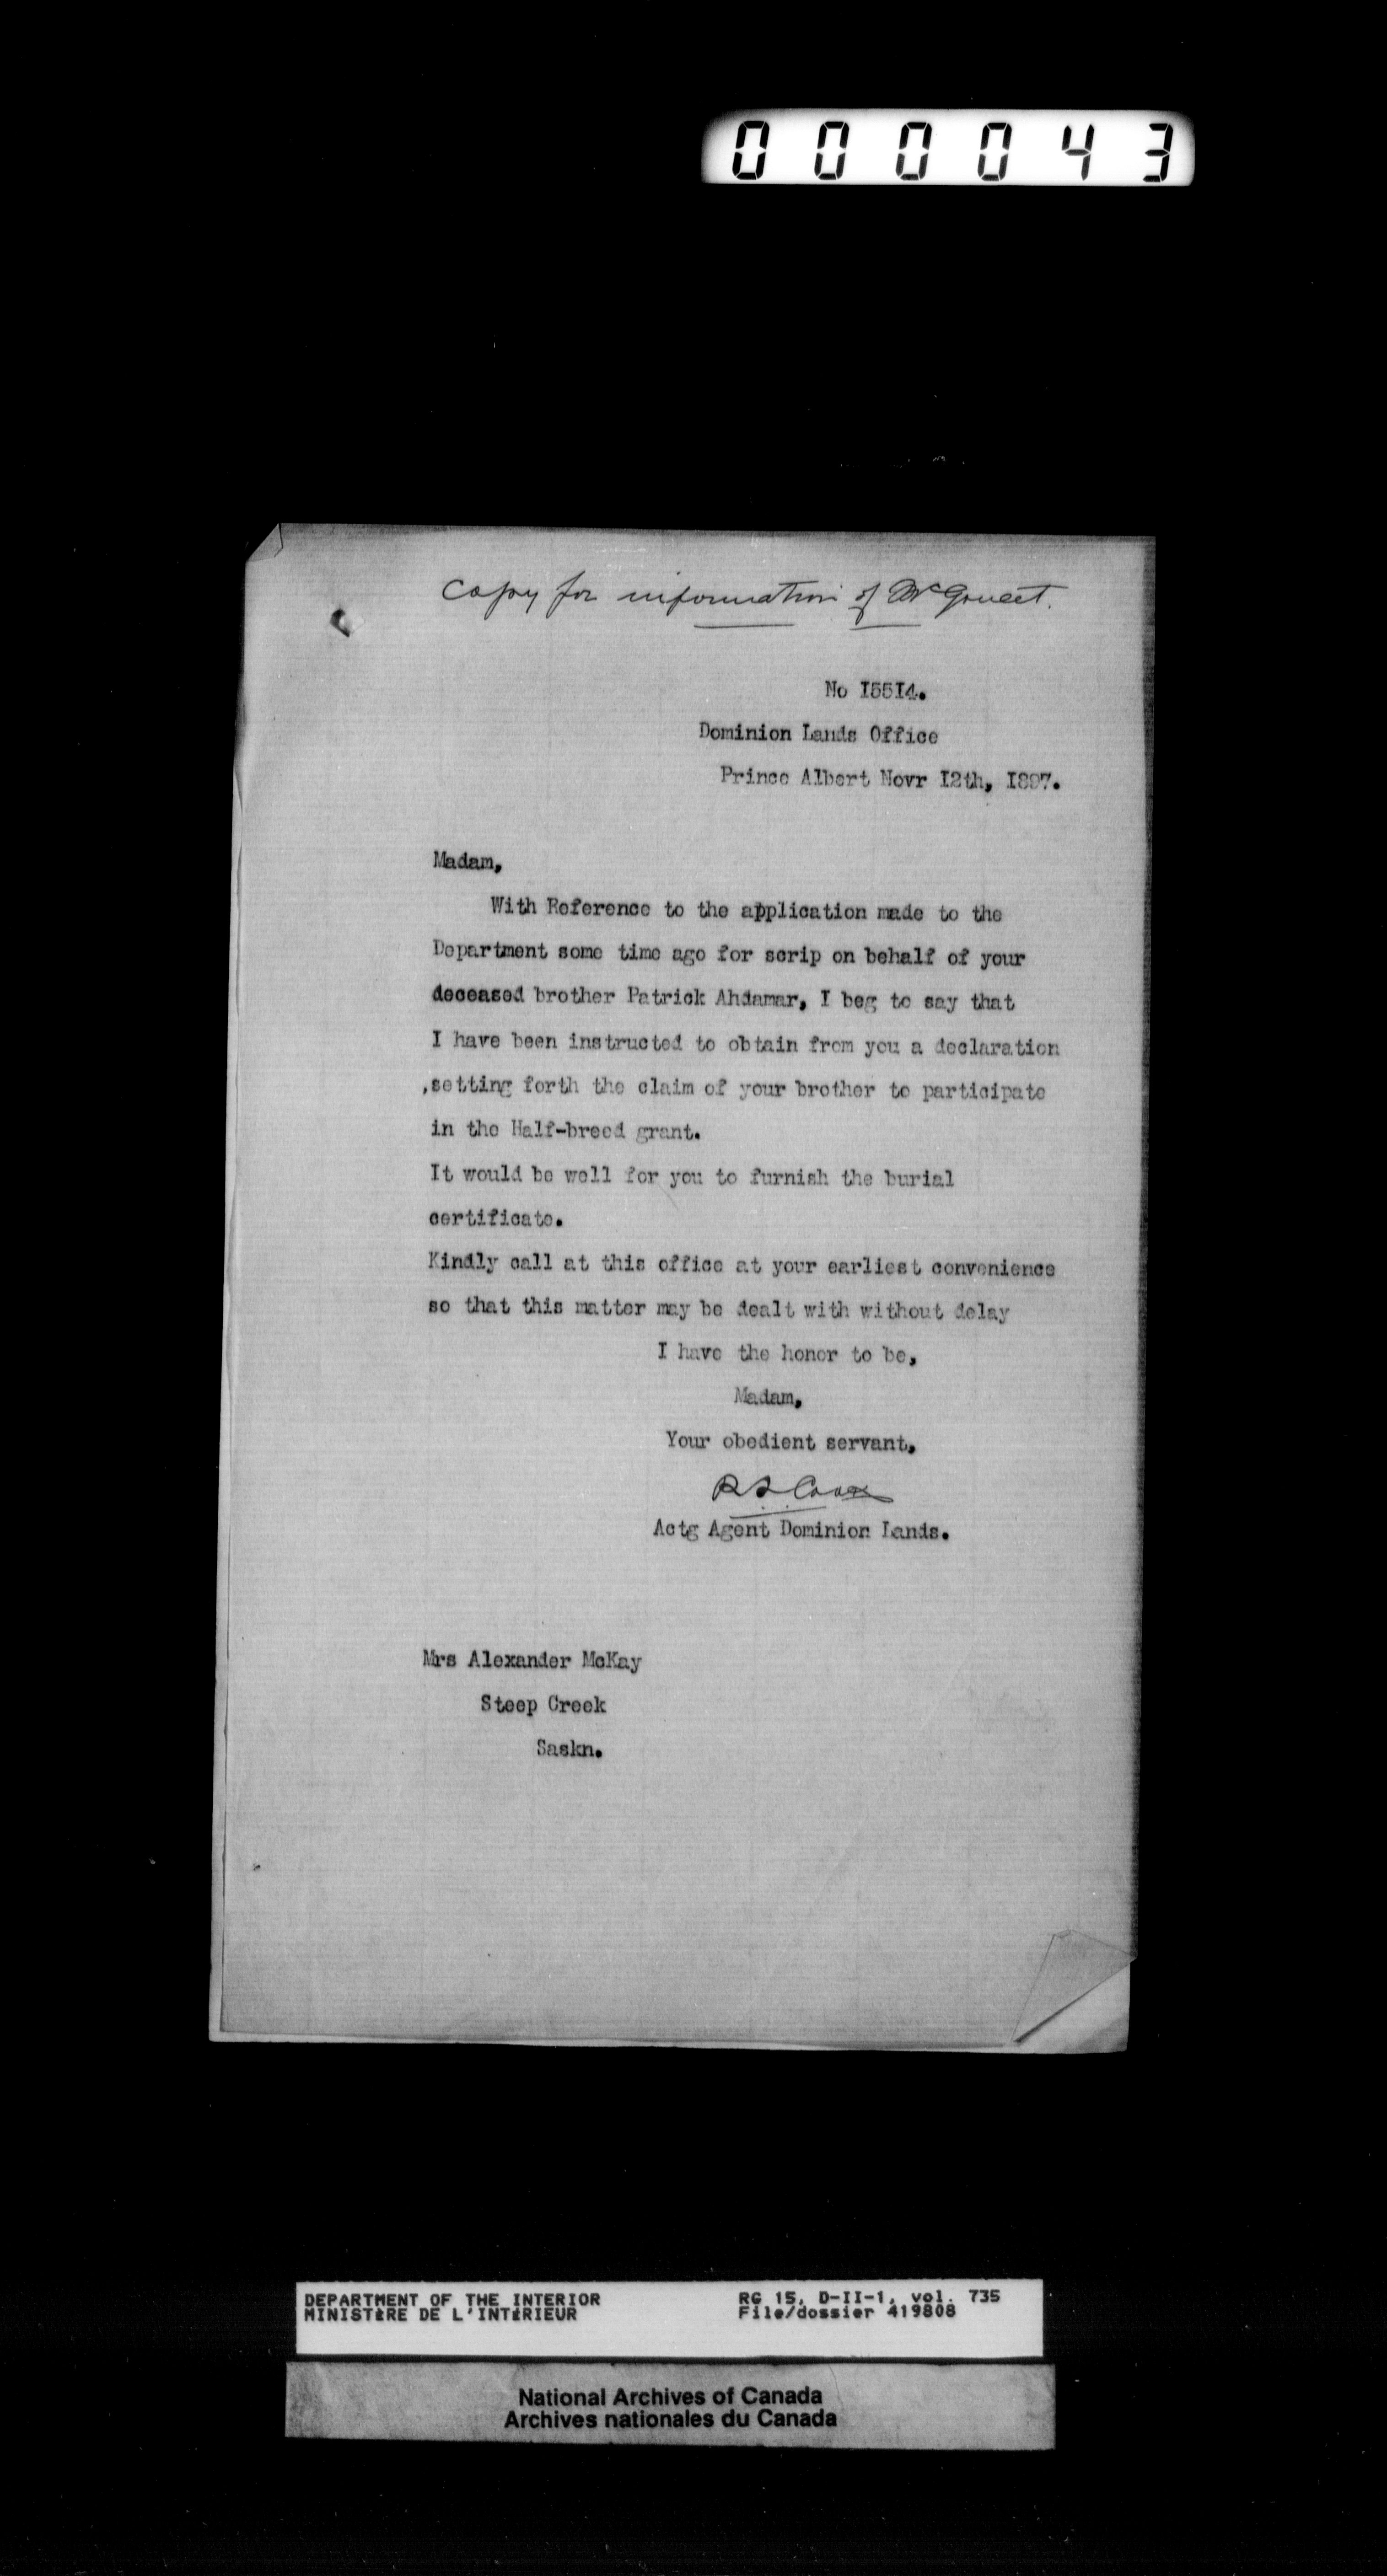 000043
Copy for information of Mr
No I55I4.
Dominion Lands Office
Prince Albert Novr I2th, I897.
Madam,
With Reference to the application made to the
Department some time ago for scrip on behalf of your
deceased brother Patrick Ahdamar, I beg to say that
I have been instructed to obtain from you a declaration
,setting forth the claim of your brother to participate
in the Half-breed grant.
It would be well for you to furnish the burial
certificate.
Kindly call at this office at your earliest convenience
so that this matter may be dealt with without delay
I have the honor to be,
Madam,
Your obedient servant,
Actg Agent Dominion Lands.
Mrs Alexander McKay
Steep Creek
Saskn.
DEPARTMENT OF THE INTERIOR
MINISTÈRE DE L'INTÉRIEUR
RG 15, D-II-1, vol. 735
File/dossier 419808
National Archives of Canada
Archives nationales du Canada